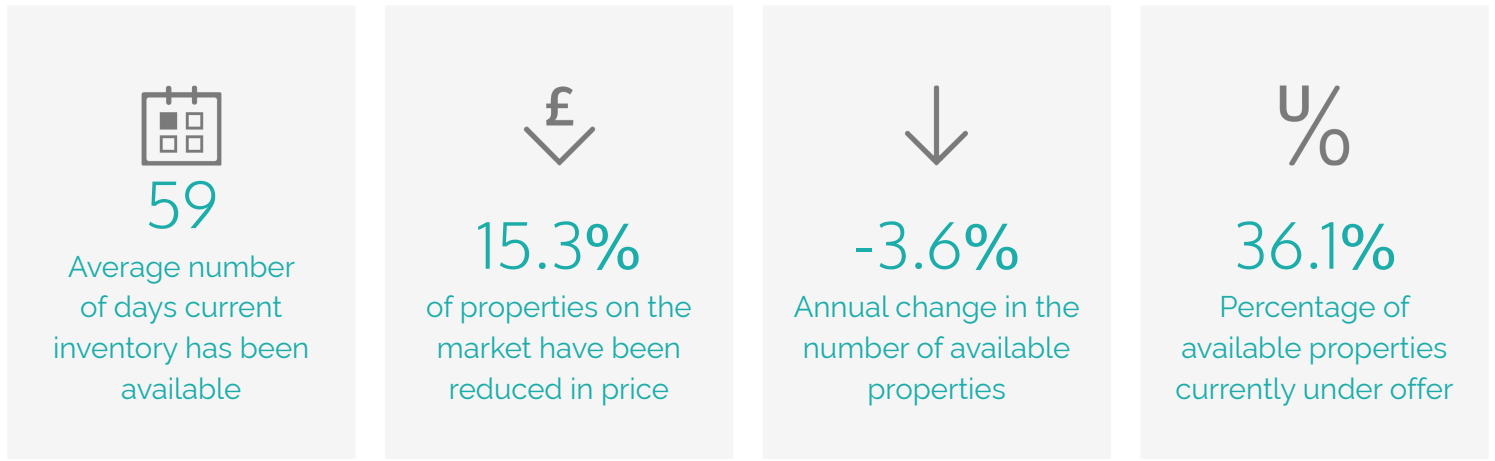 59
Average number
of days current
inventory has been
available
£
15.3%
of properties on the
market have been
reduced in price
-3.6%
Annual change in the
number of available
properties
U/O
36.1%
Percentage of
available properties
currently under offer